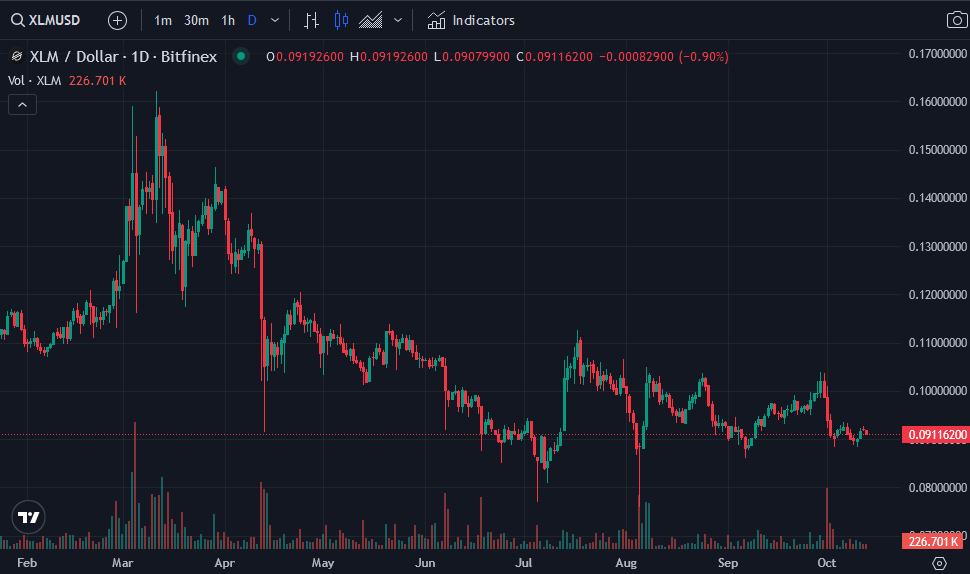 XLMUSD 1m 30m 1h D Indicators
XLM / Dollar · 1D · Bitfinex O0.09192600 H0.09192600 L0.09079900 C0.09116200 −0.00082900 (−0.90%)
Vol · XLM 226.701 K
0.17000000
0.16000000
0.15000000
0.14000000
0.13000000
0.12000000
0.11000000
0.10000000
0.09116200
0.08000000
226.701 K
Feb Mar Apr May Jun Jul Aug Sep Oct